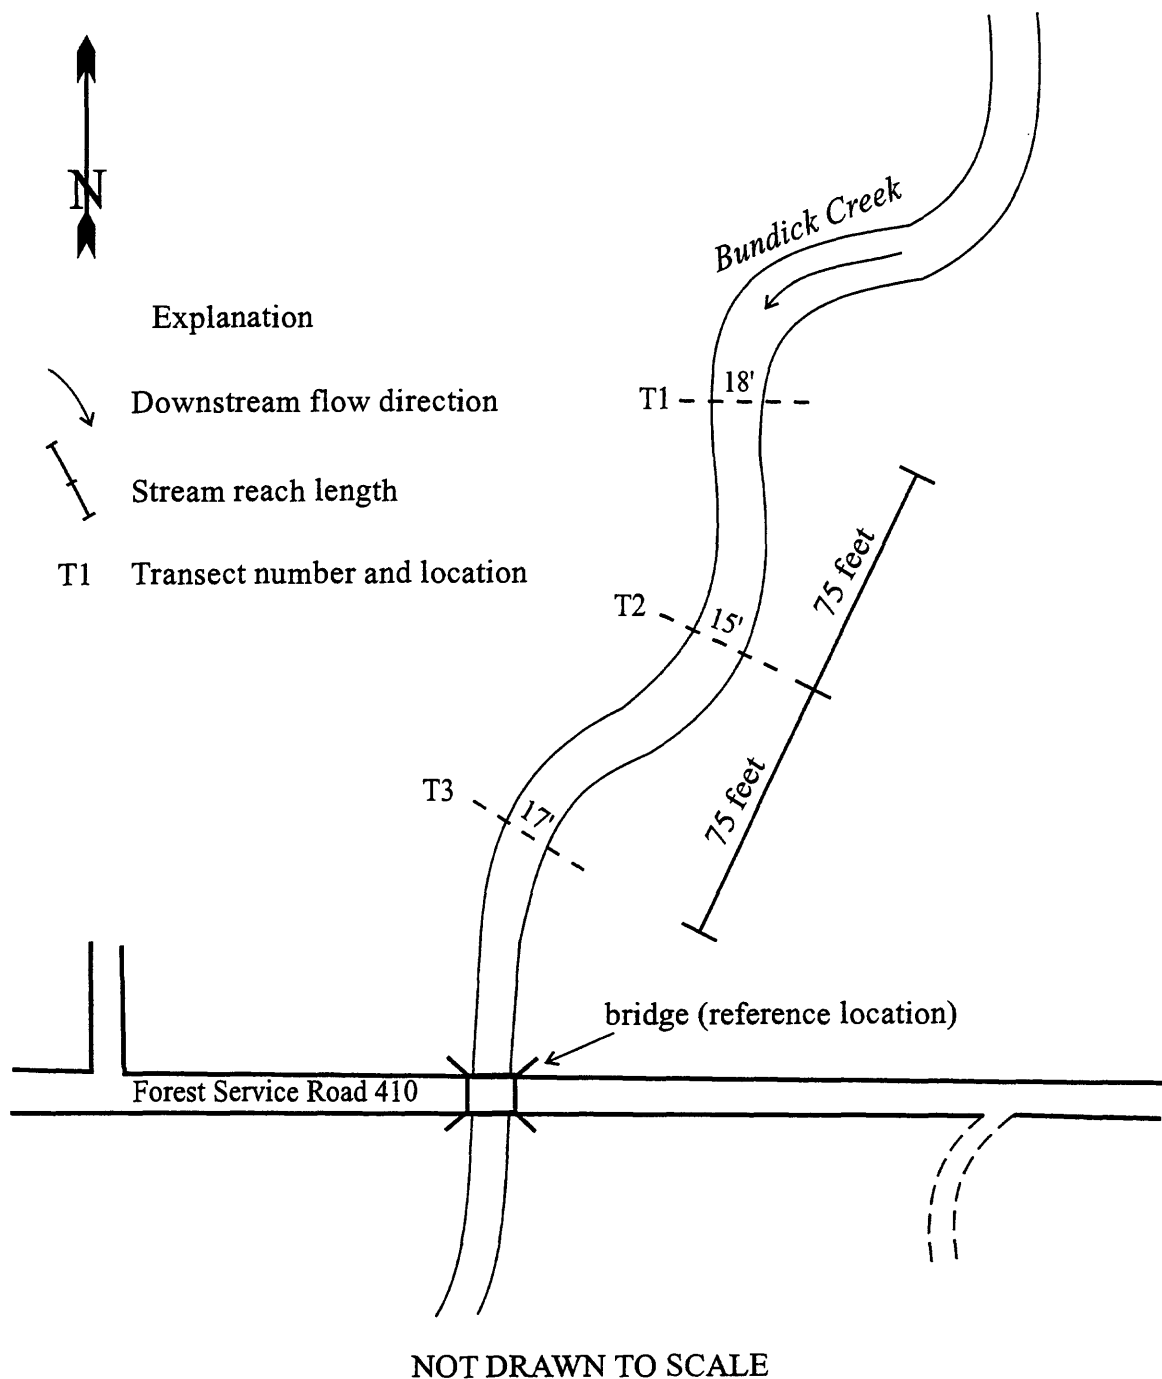 N
Bundick Creek
Explanation
Downstream flow direction
Stream reach length
T1 Transect number and location
T1
18'
75 feet
T2
15'
75 feet
T3
17'
bridge (reference location)
Forest Service Road 410
NOT DRAWN TO SCALE